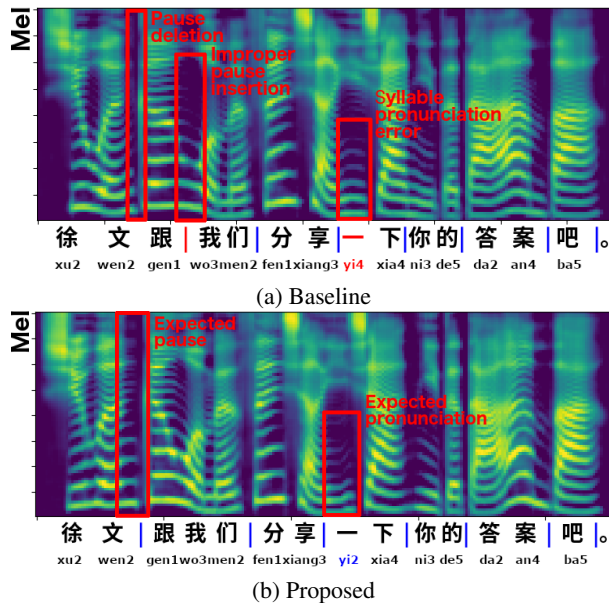 Mel
Pause
deletion
Improper
pause
insertion
Syllable
pronunciation
error
徐 文 跟 | 我 们 | 分 享 | 一 下 | 你 的 | 答 案 | 吧 | 。
xu2 wen2 gen1 wo3men2 fen1xiang3 yi4 xia4 ni3 de5 da2 an4 ba5
(a) Baseline
Mel
Expected
pause
Expected
pronunciation
徐 文 | 跟 我 们 | 分 享 | 一 下 | 你 的 | 答 案 | 吧 | 。
xu2 wen2 gen1wo3men2 fen1xiang3 yi2 xia4 ni3 de5 da2 an4 ba5
(b) Proposed